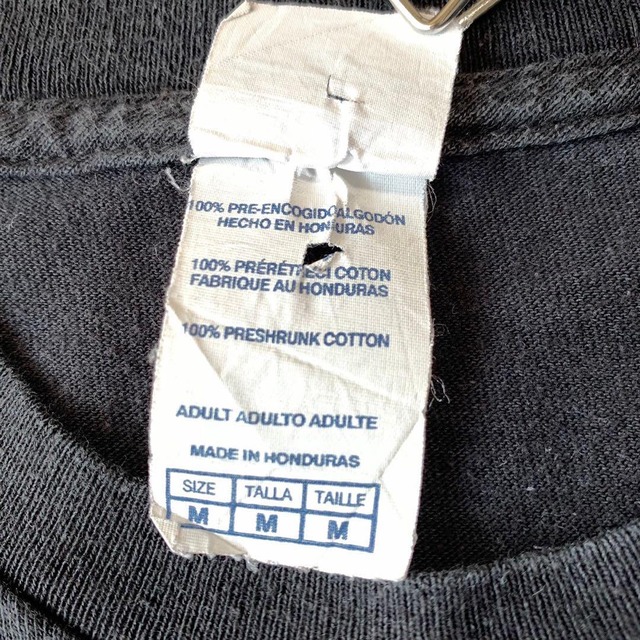 100% PRE-ENCOGIDO ALGODÓN
HECHO EN HONDURAS
100% COTON
FABRIQUE AU HONDURAS
100% PRESHRUNK COTTON
ADULT ADULTO ADULTE
MADE IN HONDURAS
SIZE TALLA TAILLE
M M M